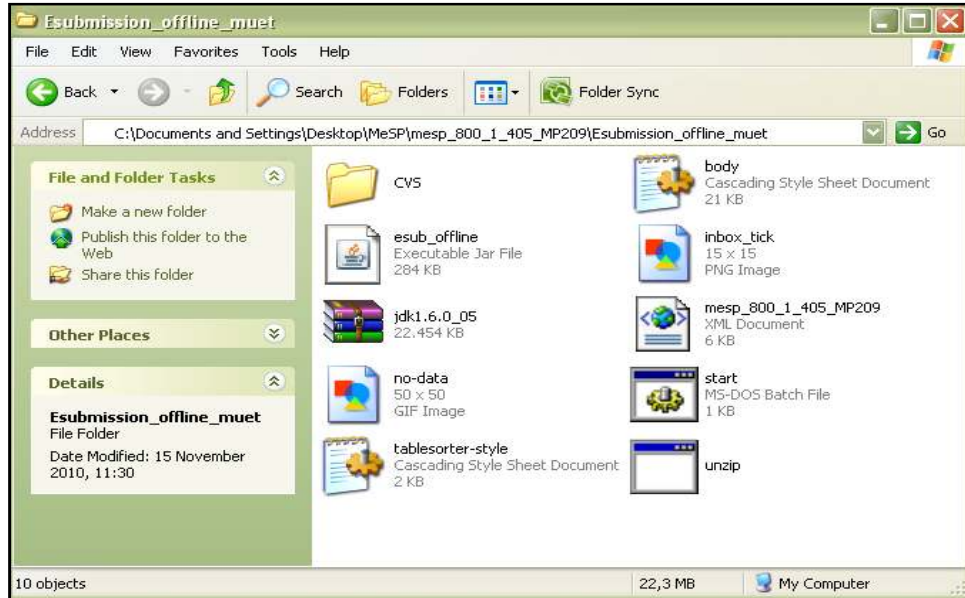 Esubmission_offline_muet
File Edit View Favorites Tools Help
Back Search Folders Folder Sync
Address C:\Documents and Settings\Desktop\MeSP\mesp_800_1_405_MP209\Esubmission_offline_muet Go
File and Folder Tasks
Make a new folder
Publish this folder to the
Web
Share this folder
Other Places
Details
Esubmission_offline_muet
File Folder
Date Modified: 15 November
2010, 11:30
CVS
body
Cascading Style Sheet Document
21 KB
esub_offline
Executable Jar File
284 KB
inbox_tick
15 x 15
PNG Image
jdk1.6.0_05
22.454 KB
mesp_800_1_405_MP209
XML Document
6 KB
no-data
50 x 50
GIF Image
start
MS-DOS Batch File
1 KB
tablesorter-style
Cascading Style Sheet Document
2 KB
unzip
10 objects 22,3 MB My Computer